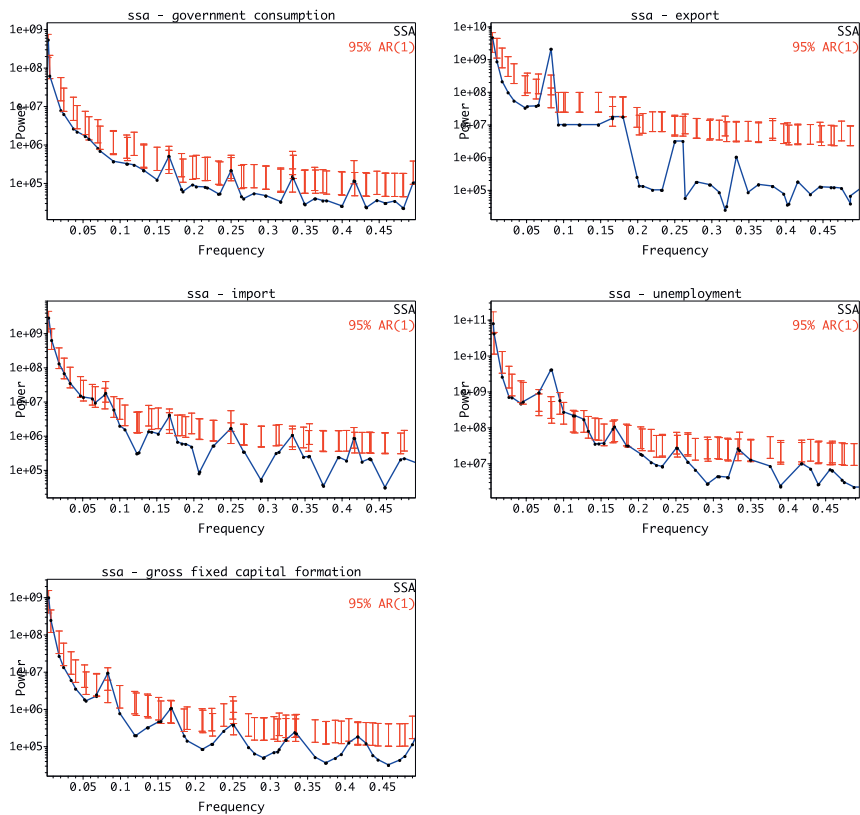 ssa - government consumption
SSA
95% AR(1)
1e+09
1e+08
1e+07
1e+06
1e+05
Power
0.05 0.1 0.15 0.2 0.25 0.3 0.35 0.4 0.45
Frequency
ssa - export
SSA
95% AR(1)
1e+10
1e+09
1e+08
1e+07
1e+06
1e+05
Power
0.05 0.1 0.15 0.2 0.25 0.3 0.35 0.4 0.45
Frequency
ssa - import
SSA
95% AR(1)
1e+09
1e+08
1e+07
1e+06
1e+05
Power
0.05 0.1 0.15 0.2 0.25 0.3 0.35 0.4 0.45
Frequency
ssa - unemployment
SSA
95% AR(1)
1e+11
1e+10
1e+09
1e+08
1e+07
Power
0.05 0.1 0.15 0.2 0.25 0.3 0.35 0.4 0.45
Frequency
ssa - gross fixed capital formation
SSA
95% AR(1)
1e+09
1e+08
1e+07
1e+06
1e+05
Power
0.05 0.1 0.15 0.2 0.25 0.3 0.35 0.4 0.45
Frequency